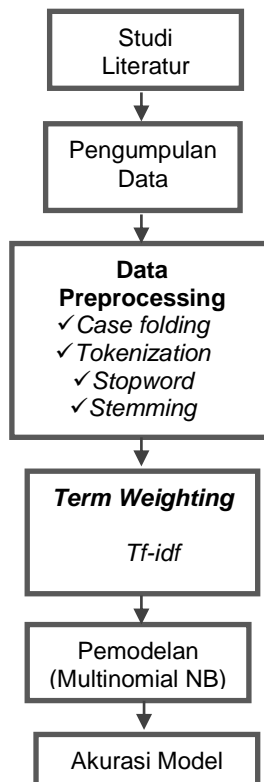 Studi
Literatur
Pengumpulan
Data
Data
Preprocessing
✓Case folding
✓Tokenization
✓Stopword
✓Stemming
Term Weighting
Tf-idf
Pemodelan
(Multinomial NB)
Akurasi Model